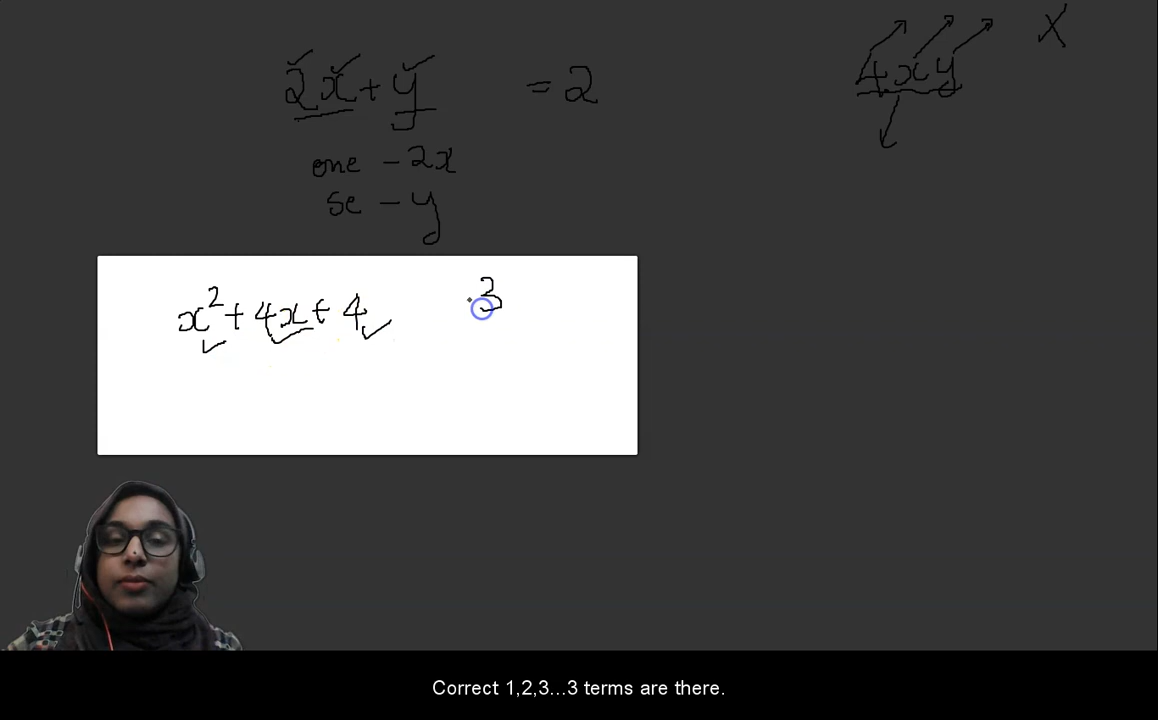 2x + y = 2
4xy x
one - 2x
se - y
x² + 4x + 4 3
Correct 1,2,3...3 terms are there.